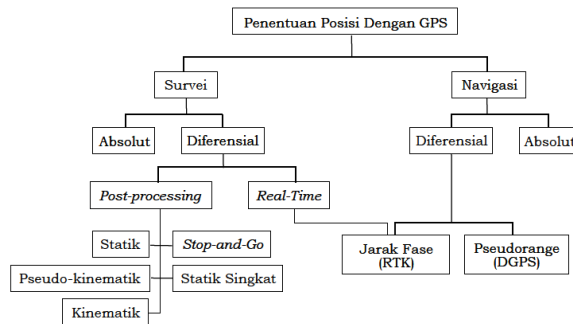 Penentuan Posisi Dengan GPS
Survei
Navigasi
Absolut
Diferensial
Diferensial
Absolut
Post-processing
Real-Time
Statik
Stop-and-Go
Jarak Fase
(RTK)
Pseudorange
(DGPS)
Pseudo-kinematik
Statik Singkat
Kinematik